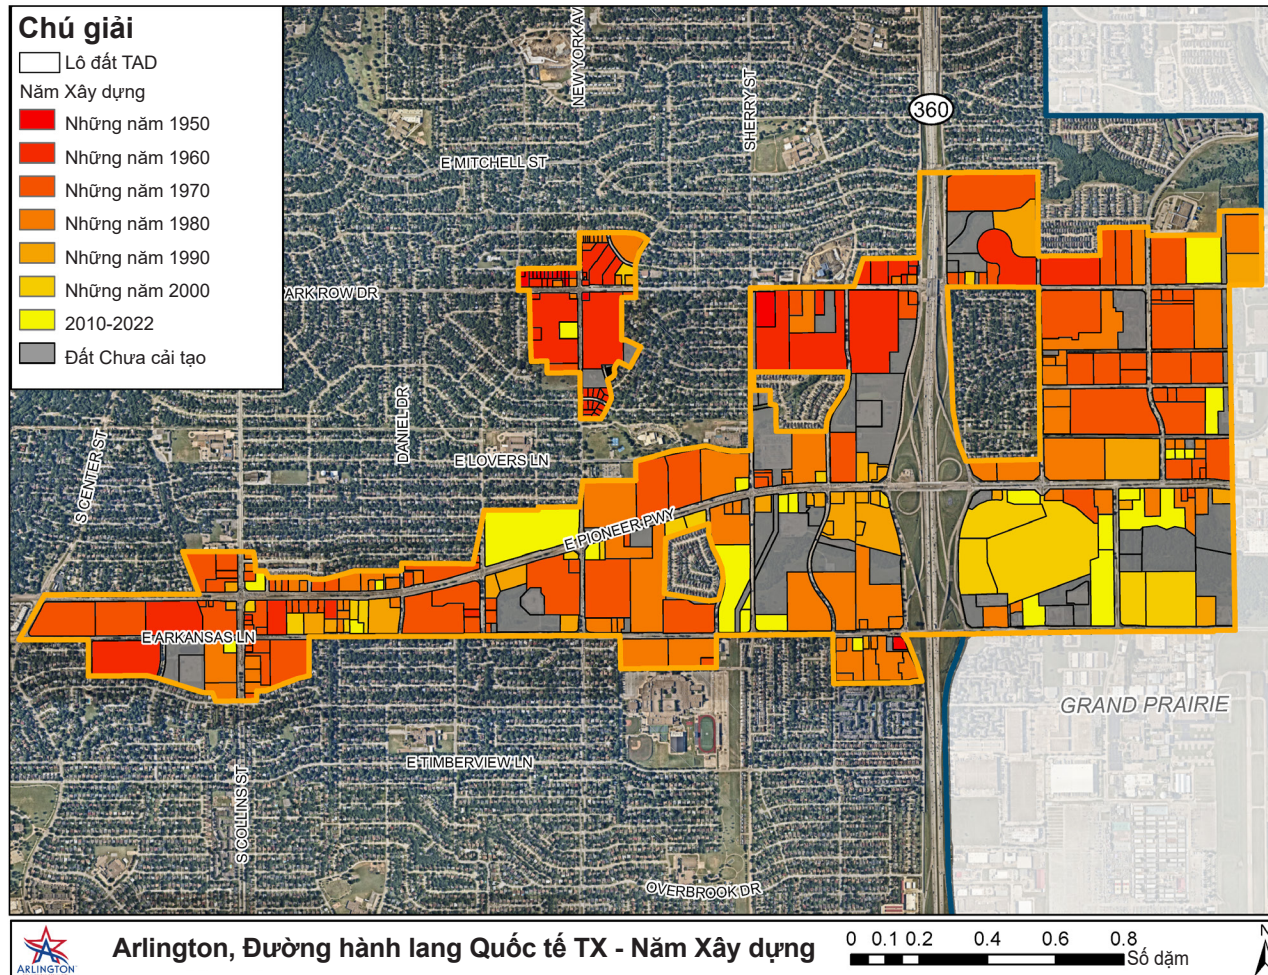 Chú giải
Lô đất TAD
Năm Xây dựng
Những năm 1950
Những năm 1960
Những năm 1970
Những năm 1980
Những năm 1990
Những năm 2000
2010-2022
Đất Chưa cải tạo
NEW YORK AV
SHERRY ST
360
E MITCHELL ST
ARK ROW DR
DANIEL DR
S CENTER ST
E LOVERS LN
E PIONEER PWY
E ARKANSAS LN
GRAND PRAIRIE
E TIMBERVIEW LN
S COLLINS ST
OVERBROOK DR
ARLINGTON
Arlington, Đường hành lang Quốc tế TX - Năm Xây dựng
0 0.1 0.2 0.4 0.6 0.8
Số dặm
N